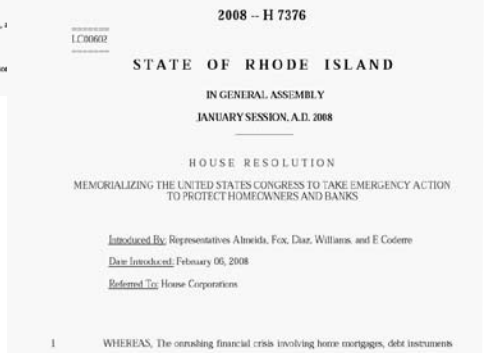 2008 -- H 7376
LC00602
STATE OF RHODE ISLAND
IN GENERAL ASSEMBLY
JANUARY SESSION, A.D. 2008
HOUSE RESOLUTION
MEMORIALIZING THE UNITED STATES CONGRESS TO TAKE EMERGENCY ACTION
TO PROTECT HOMEOWNERS AND BANKS
Introduced By: Representatives Almeida, Fox, Diaz, Williams, and E Coderre
Date Introduced: February 06, 2008
Referred To: House Corporations
1 WHEREAS, The onrushing financial crisis involving home mortgages, debt instruments